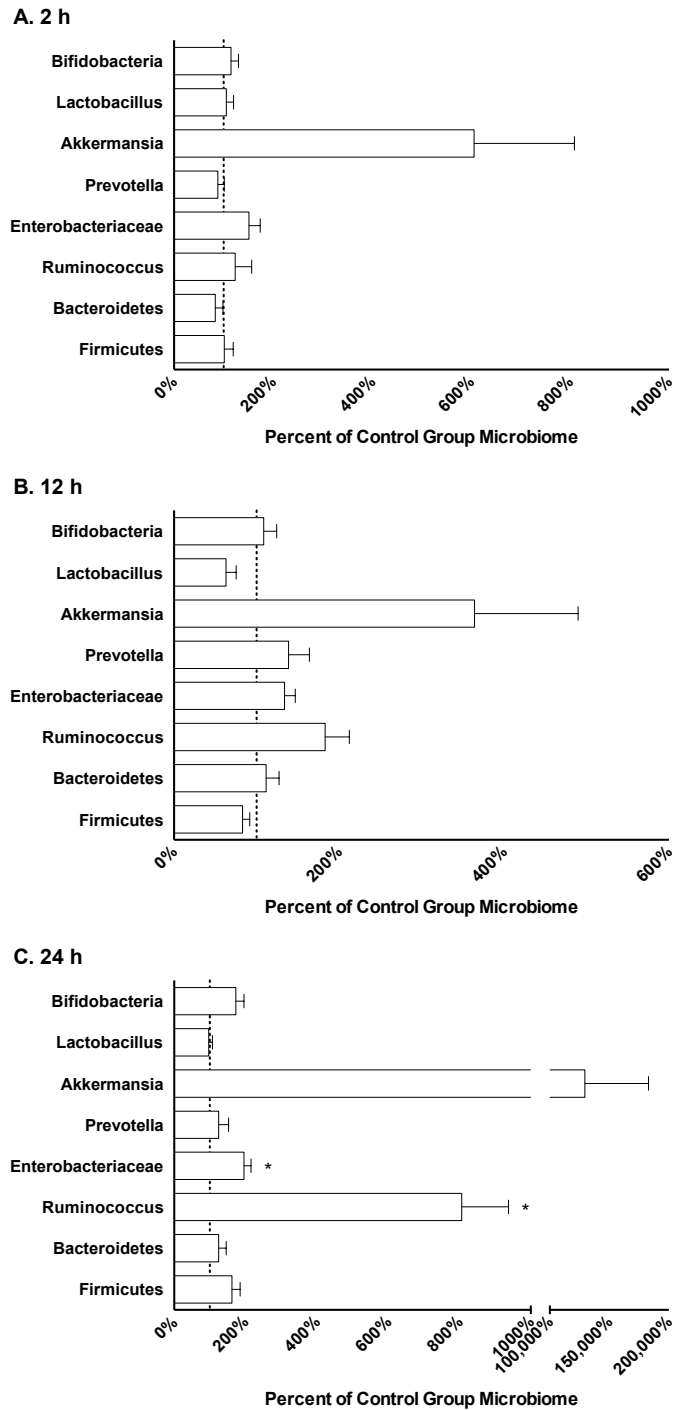 A. 2 h
Bifidobacteria
Lactobacillus
Akkermansia
Prevotella
Enterobacteriaceae
Ruminococcus
Bacteroidetes
Firmicutes
0% 200% 400% 600% 800% 1000%
Percent of Control Group Microbiome
B. 12 h
Bifidobacteria
Lactobacillus
Akkermansia
Prevotella
Enterobacteriaceae
Ruminococcus
Bacteroidetes
Firmicutes
0% 200% 400% 600%
Percent of Control Group Microbiome
C. 24 h
Bifidobacteria
Lactobacillus
Akkermansia
Prevotella
Enterobacteriaceae *
Ruminococcus *
Bacteroidetes
Firmicutes
0% 200% 400% 600% 800% 1000% 100,000% 150,000% 200,000%
Percent of Control Group Microbiome